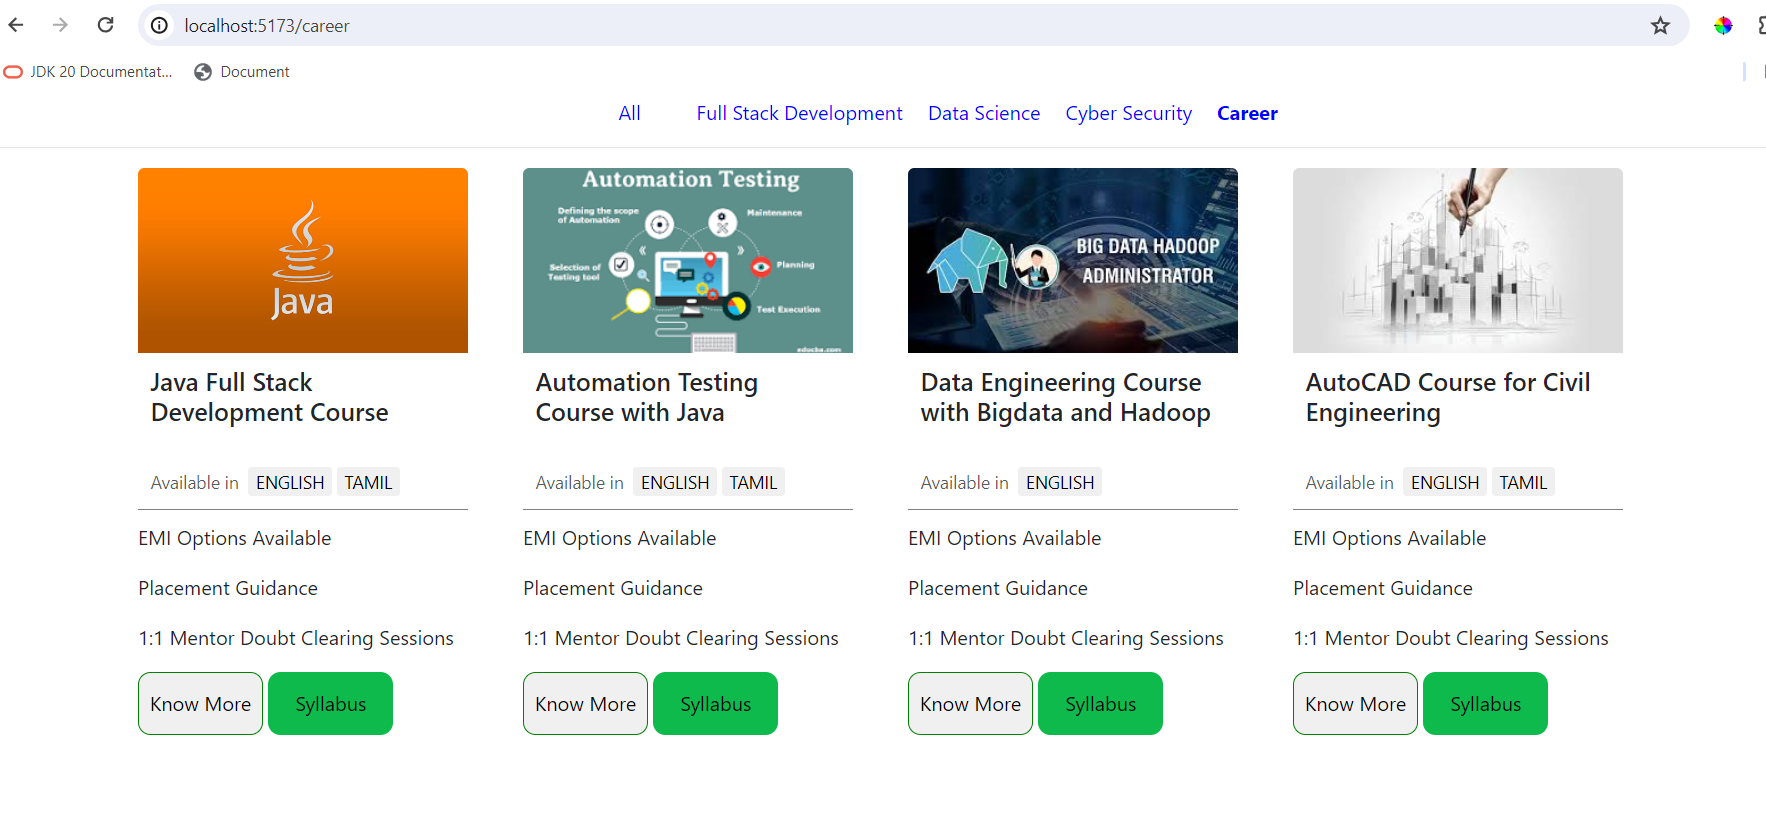 localhost:5173/career
JDK 20 Documentat...
Document
All Full Stack Development Data Science Cyber Security Career
Java
Automation Testing
Defining the scope
of Automation
Maintenance
Selection of
Testing tool
Planning
Test Execution
educba.com
BIG DATA HADOOP
ADMINISTRATOR
Java Full Stack
Development Course
Available in ENGLISH TAMIL
EMI Options Available
Placement Guidance
1:1 Mentor Doubt Clearing Sessions
Know More Syllabus
Automation Testing
Course with Java
Available in ENGLISH TAMIL
EMI Options Available
Placement Guidance
1:1 Mentor Doubt Clearing Sessions
Know More Syllabus
Data Engineering Course
with Bigdata and Hadoop
Available in ENGLISH
EMI Options Available
Placement Guidance
1:1 Mentor Doubt Clearing Sessions
Know More Syllabus
AutoCAD Course for Civil
Engineering
Available in ENGLISH TAMIL
EMI Options Available
Placement Guidance
1:1 Mentor Doubt Clearing Sessions
Know More Syllabus